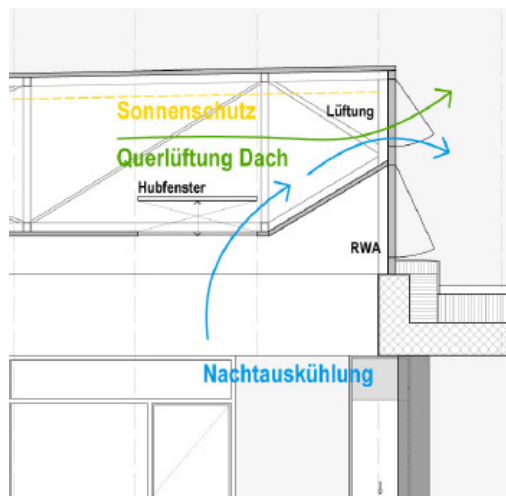 Sonnenschutz
Lüftung
Querlüftung Dach
Hubfenster
RWA
Nachtauskühlung